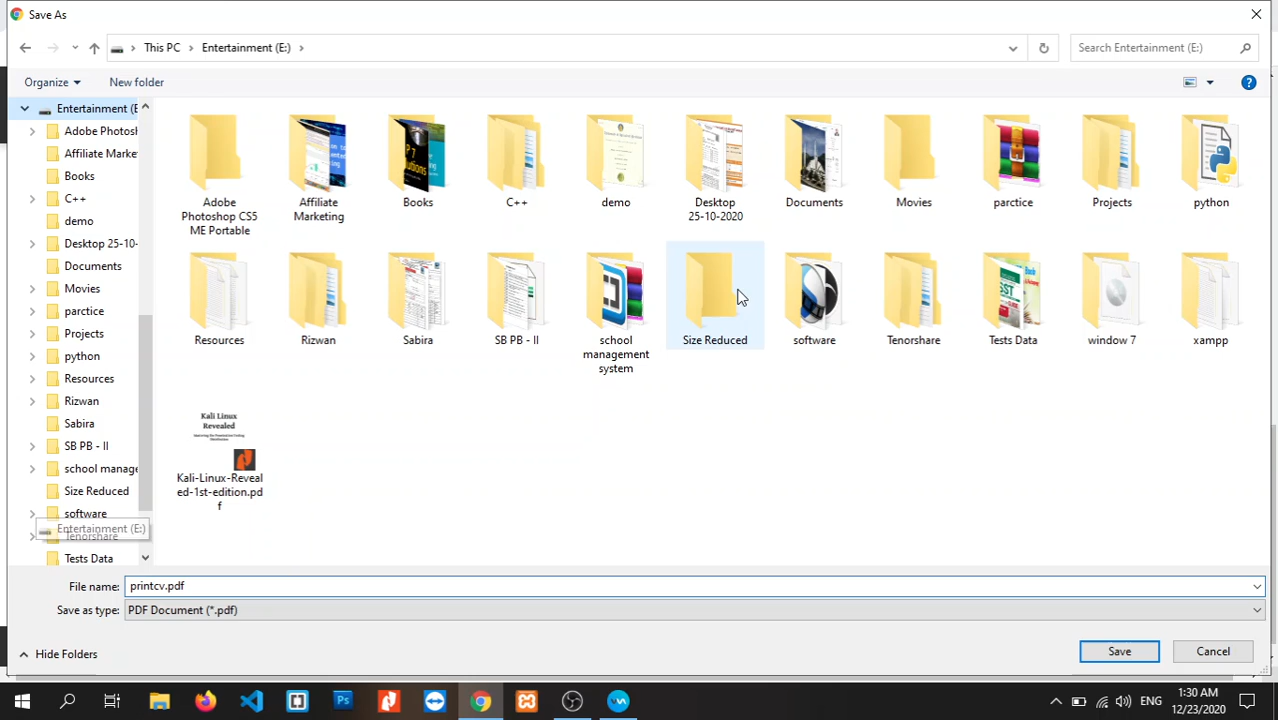 Save As
This PC
Entertainment (E:)
Search Entertainment (E:)
Organize
New folder
Entertainment (E
Adobe Photosh
Affiliate Marke
Books
C++
demo
Desktop 25-10-
Documents
Movies
parctice
Projects
python
Resources
Rizwan
Sabira
SB PB - II
school manage
Size Reduced
software
Entertainment (E:)
Tenorshare
Tests Data
Adobe
Photoshop CS5
ME Portable
Affiliate
Marketing
Books
C++
demo
Desktop
25-10-2020
Documents
Movies
parctice
Projects
python
Resources
Rizwan
Sabira
SB PB - II
school
management
system
Size Reduced
software
Tenorshare
Tests Data
window 7
xampp
Kali Linux
Revealed
Kali-Linux-Reveal
ed-1st-edition.pd
f
File name:
printcv.pdf
Save as type:
PDF Document (*.pdf)
Hide Folders
Save
Cancel
ENG
1:30 AM
12/23/2020